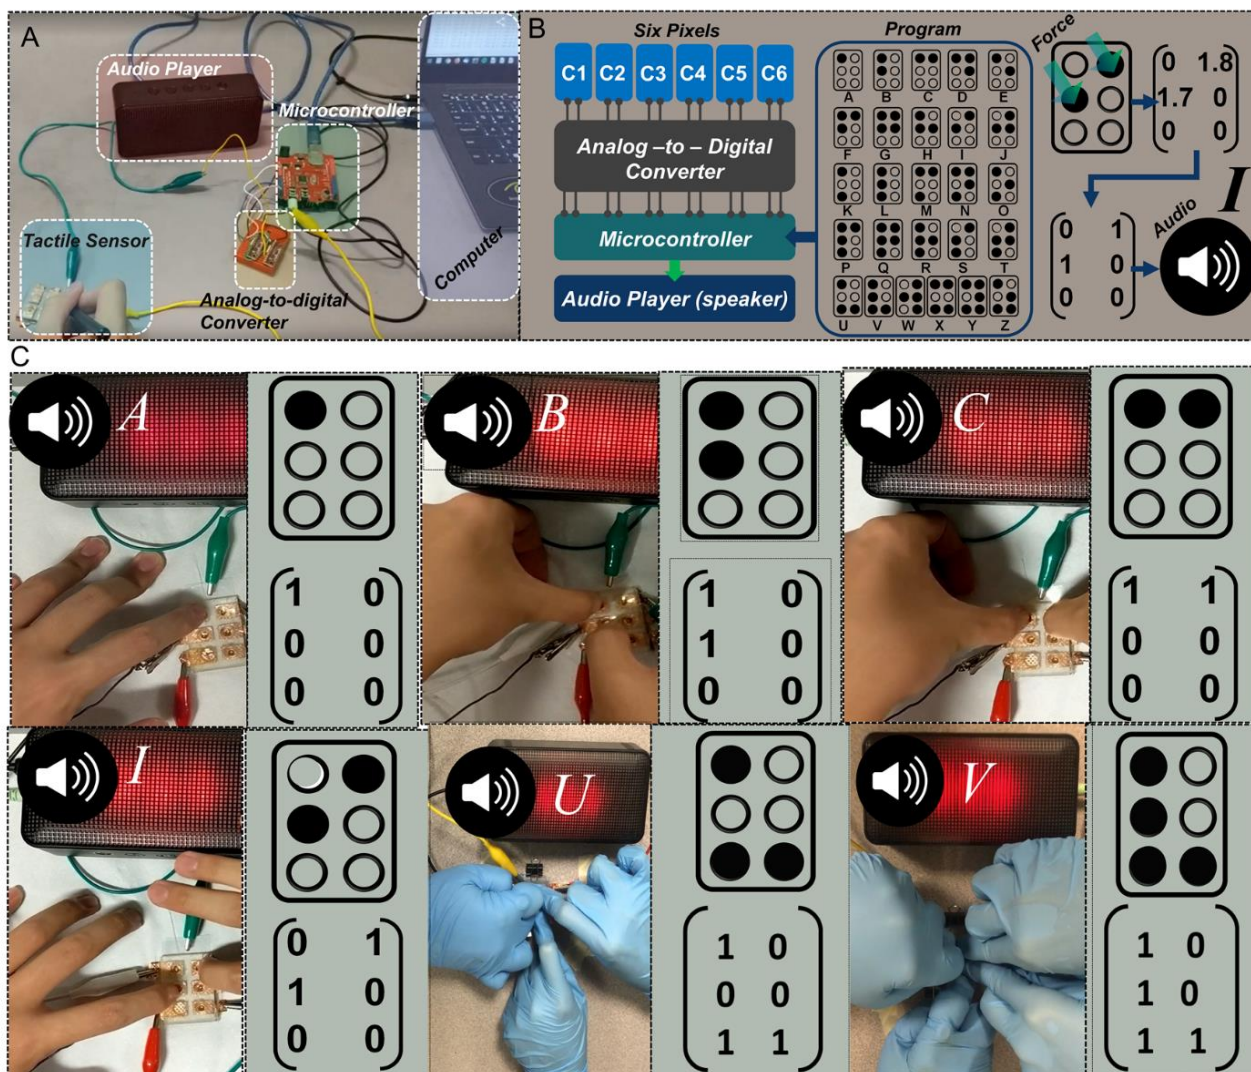 A
Audio Player
Microcontroller
Tactile Sensor
Analog-to-digital
Converter
Computer
B
Six Pixels
C1 C2 C3 C4 C5 C6
Analog –to – Digital
Converter
Microcontroller
Audio Player (speaker)
Program
A B C D E
F G H I J
K L M N O
P Q R S T
U V W X Y Z
Force
0 1.8
1.7 0
0 0
0 1
1 0
0 0
Audio
I
C
A
1 0
0 0
0 0
B
1 0
1 0
0 0
C
1 1
0 0
0 0
I
0 1
1 0
0 0
U
1 0
0 0
1 1
V
1 0
1 0
1 1